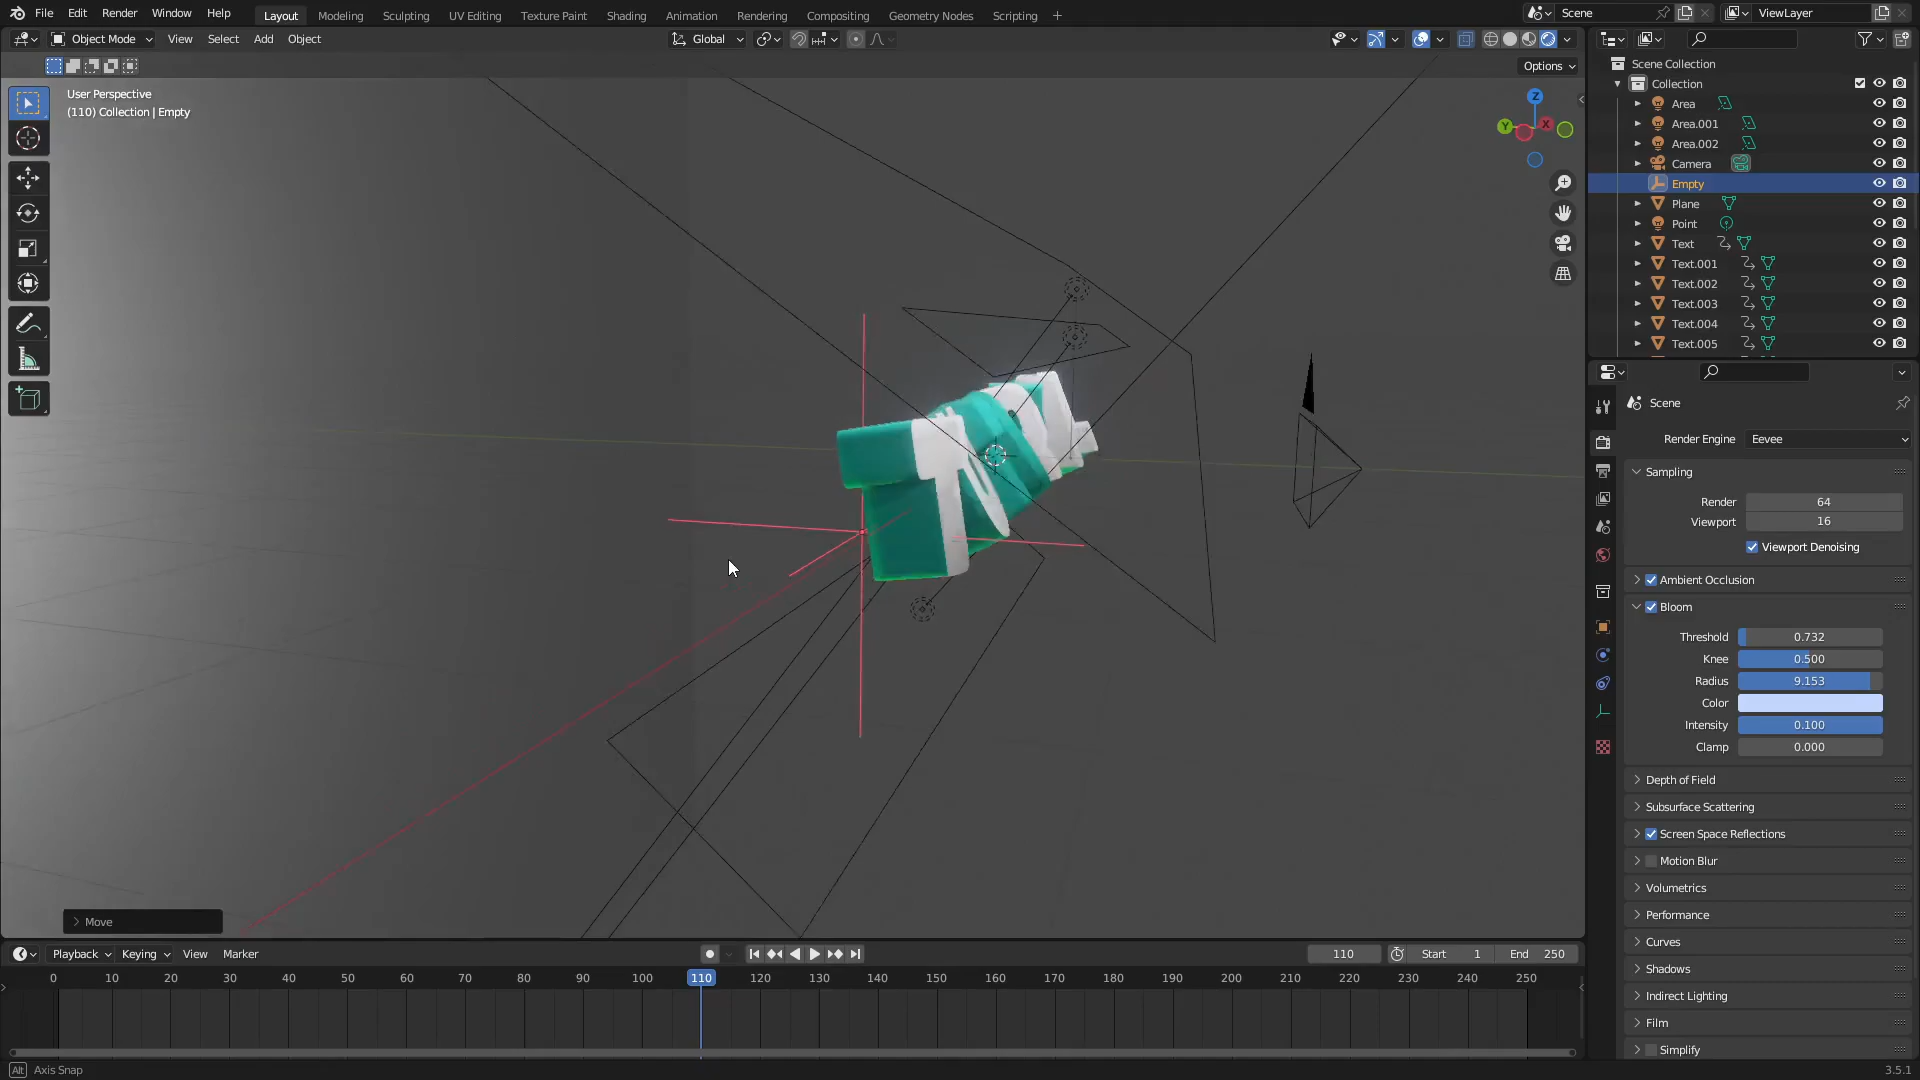 File Edit Render Window Help Layout Modeling Sculpting UV Editing Texture Paint Shading Animation Rendering Compositing Geometry Nodes Scripting + Scene ViewLayer
Object Mode View Select Add Object Global
Options
User Perspective
(110) Collection | Empty
Z
Y
X
Scene Collection
Collection
Area
Area.001
Area.002
Camera
Empty
Plane
Point
Text
Text.001
Text.002
Text.003
Text.004
Text.005
Scene
Render Engine Eevee
Sampling
Render 64
Viewport 16
Viewport Denoising
Ambient Occlusion
Bloom
Threshold 0.732
Knee 0.500
Radius 9.153
Color
Intensity 0.100
Clamp 0.000
Depth of Field
Subsurface Scattering
Screen Space Reflections
Motion Blur
Volumetrics
Performance
Curves
Shadows
Indirect Lighting
Film
Simplify
Move
Playback Keying View Marker 110 Start 1 End 250
0 10 20 30 40 50 60 70 80 90 100 110 120 130 140 150 160 170 180 190 200 210 220 230 240 250
Alt Axis Snap 3.5.1